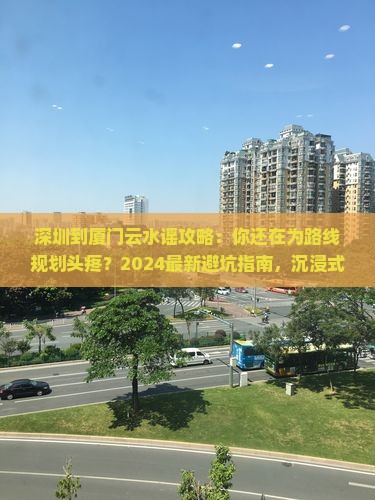 深圳到厦门云水谣攻略：你还在为路线
规划头疼？2024最新避坑指南，沉浸式